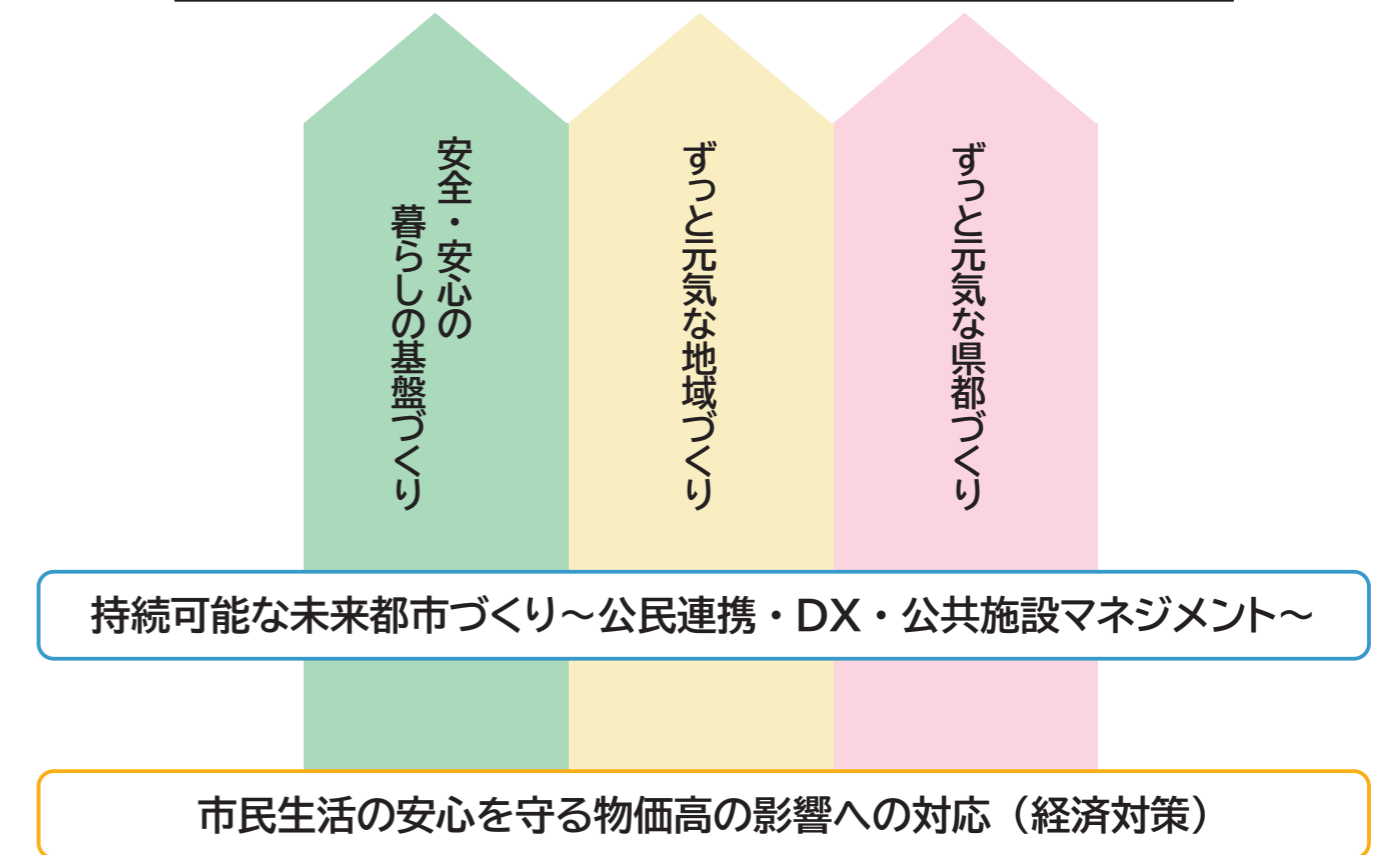 安全・安心の
暮らしの基盤づくり
ずっと元気な地域づくり
ずっと元気な県都づくり
持続可能な未来都市づくり～公民連携・DX・公共施設マネジメント～
市民生活の安心を守る物価高の影響への対応（経済対策）